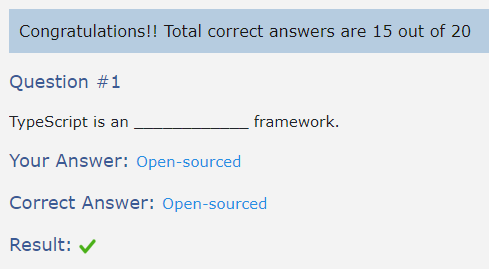 Congratulations!! Total correct answers are 15 out of 20
Question #1
TypeScript is an ____________ framework.
Your Answer: Open-sourced
Correct Answer: Open-sourced
Result: